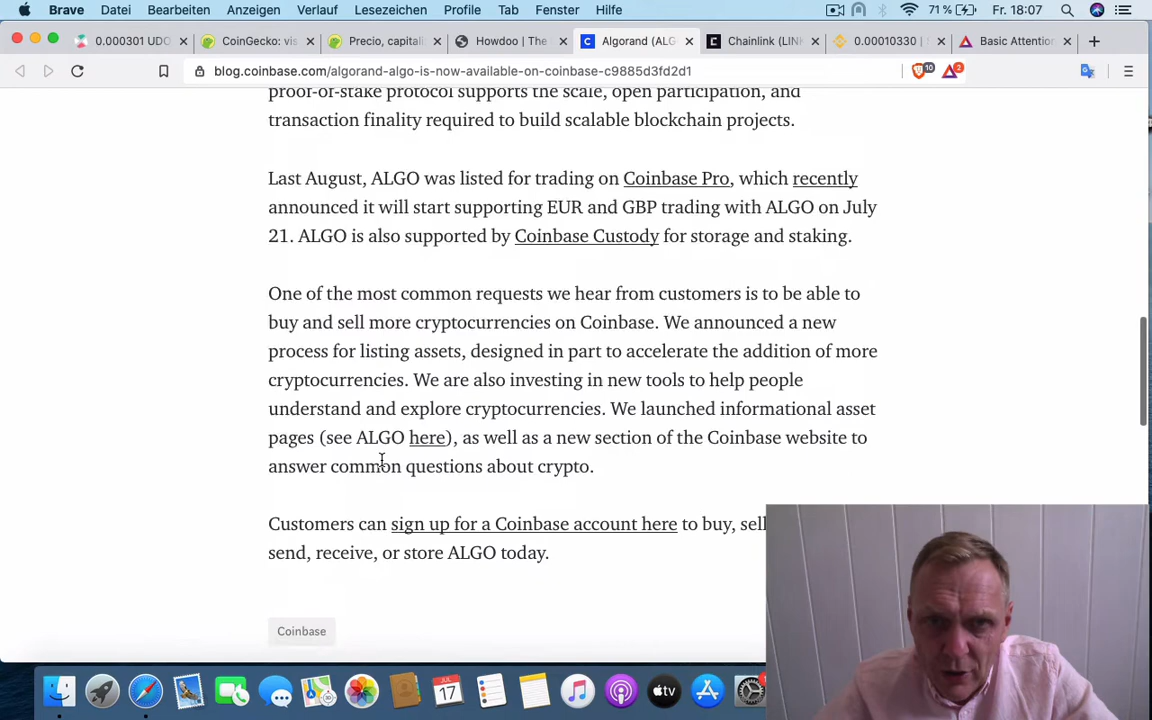 Brave Datei Bearbeiten Anzeigen Verlauf Lesezeichen Profile Tab Fenster Hilfe 71 % Fr. 18:07
0.000301 UDO CoinGecko: vis Precio, capitali Howdoo | The Algorand (ALG Chainlink (LINK 0.00010330 | Basic Attention
blog.coinbase.com/algorand-algo-is-now-available-on-coinbase-c9885d3fd2d1 10 2
proof-of-stake protocol supports the scale, open participation, and
transaction finality required to build scalable blockchain projects.
Last August, ALGO was listed for trading on Coinbase Pro, which recently
announced it will start supporting EUR and GBP trading with ALGO on July
21. ALGO is also supported by Coinbase Custody for storage and staking.
One of the most common requests we hear from customers is to be able to
buy and sell more cryptocurrencies on Coinbase. We announced a new
process for listing assets, designed in part to accelerate the addition of more
cryptocurrencies. We are also investing in new tools to help people
understand and explore cryptocurrencies. We launched informational asset
pages (see ALGO here), as well as a new section of the Coinbase website to
answer common questions about crypto.
Customers can sign up for a Coinbase account here to buy, sell
send, receive, or store ALGO today.
Coinbase
JUL
17
tv